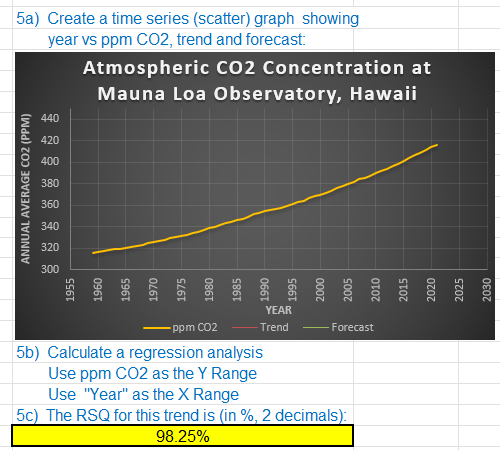 5a) Create a time series (scatter) graph showing
year vs ppm CO2, trend and forecast:
Atmospheric CO2 Concentration at
Mauna Loa Observatory, Hawaii
ANNUAL AVERAGE CO2 (PPM)
440
420
400
380
360
340
320
300
1955 1960 1965 1970 1975 1980 1985 1990 1995 2000 2005 2010 2015 2020 2025 2030
YEAR
ppm CO2 Trend Forecast
5b) Calculate a regression analysis
Use ppm CO2 as the Y Range
Use "Year" as the X Range
5c) The RSQ for this trend is (in %, 2 decimals):
98.25%